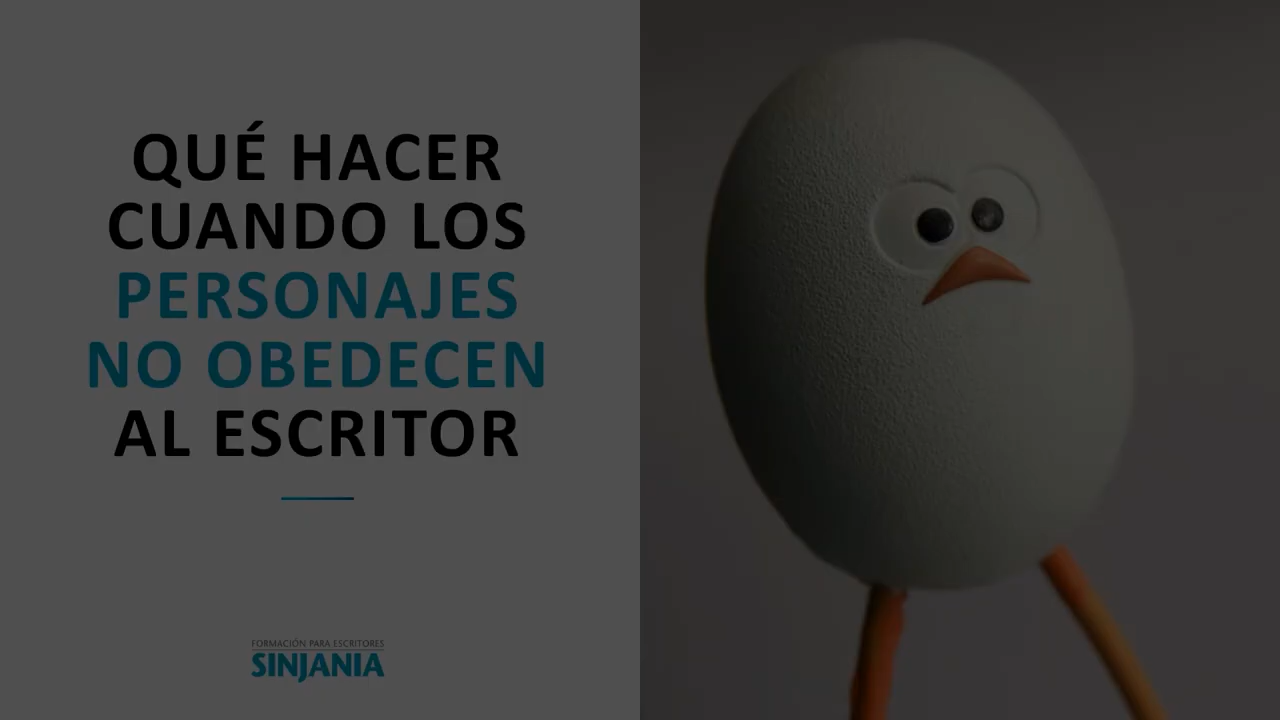 QUÉ HACER
CUANDO LOS
PERSONAJES
NO OBEDECEN
AL ESCRITOR
FORMACIÓN PARA ESCRITORES
SINJANIA